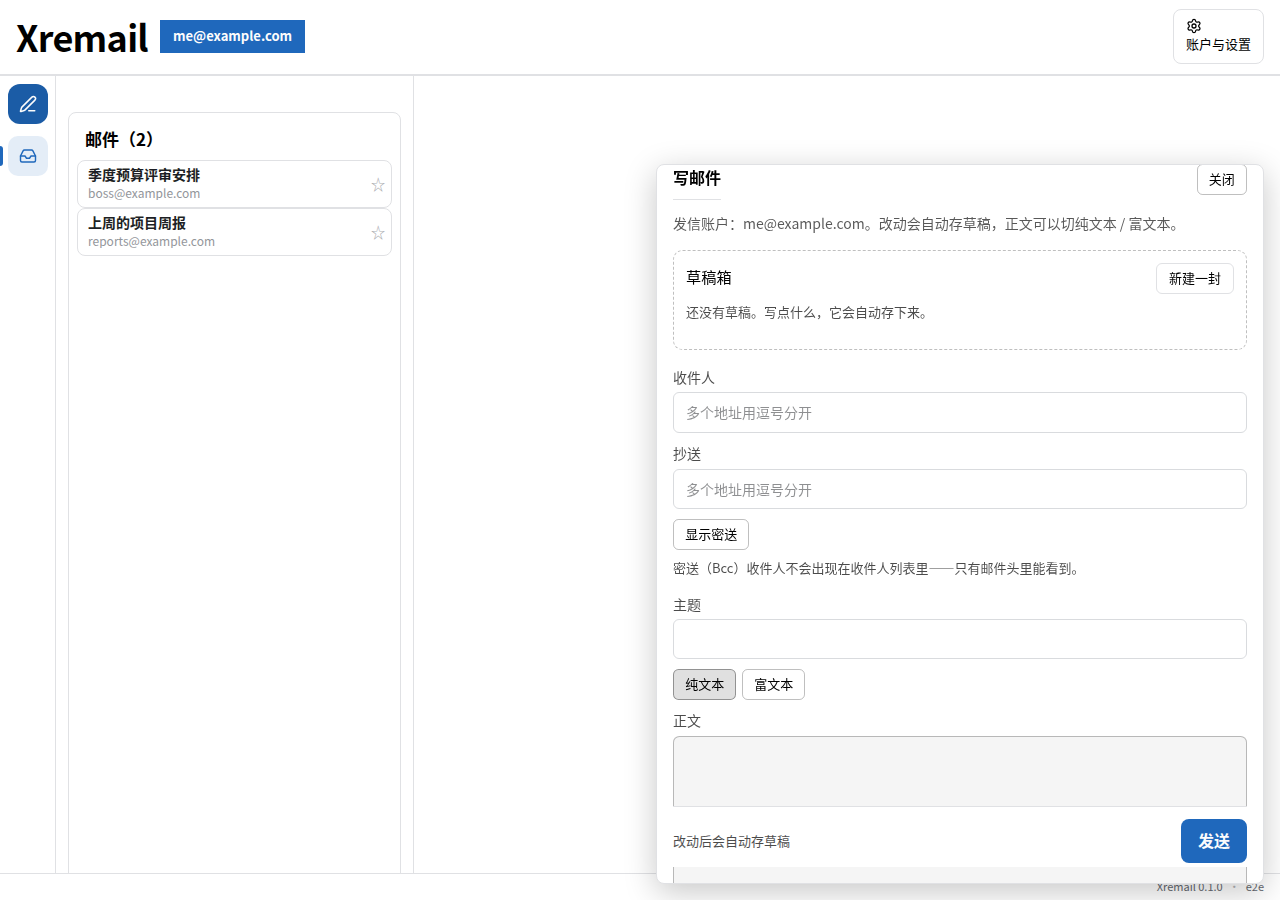 Xremail
me@example.com
账户与设置
邮件（2）
季度预算评审安排
boss@example.com
上周的项目周报
reports@example.com
写邮件
关闭
发信账户：me@example.com。改动会自动存草稿，正文可以切纯文本 / 富文本。
草稿箱
新建一封
还没有草稿。写点什么，它会自动存下来。
收件人
多个地址用逗号分开
抄送
多个地址用逗号分开
显示密送
密送（Bcc）收件人不会出现在收件人列表里——只有邮件头里能看到。
主题
纯文本
富文本
正文
改动后会自动存草稿
发送
Xremail 0.1.0 · e2e